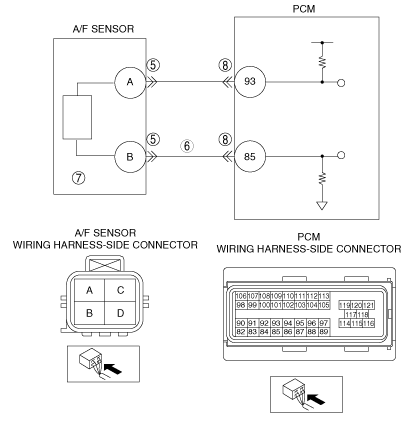 PCM
A/F SENSOR
5
8
A
93
5
6
8
B
85
7
A/F SENSOR
WIRING HARNESS-SIDE CONNECTOR
PCM
WIRING HARNESS-SIDE CONNECTOR
A C
B D
106 107 108 109 110 111 112 113
98 99 100 101 102 103 104 105
119 120 121
117 118
90 91 92 93 94 95 96 97
114 115 116
82 83 84 85 86 87 88 89